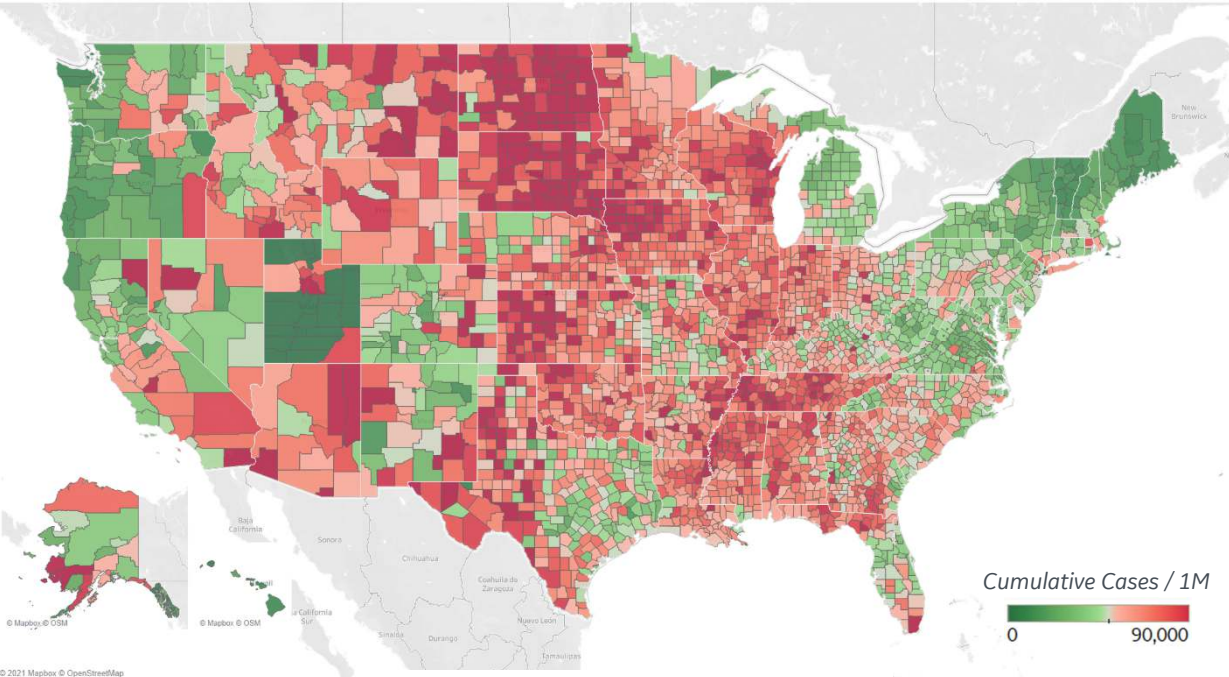 New
Brunswick
Baja
California
Sonora
Chihuahua
Coahuila de
Zaragoza
Cumulative Cases / 1M
0
90,000
© Mapbox © OSM
© Mapbox © OSM
a California
Sur
Sinaloa
Durango
Nuevo León
Tamaulipas
© 2021 Mapbox © OpenStreetMap